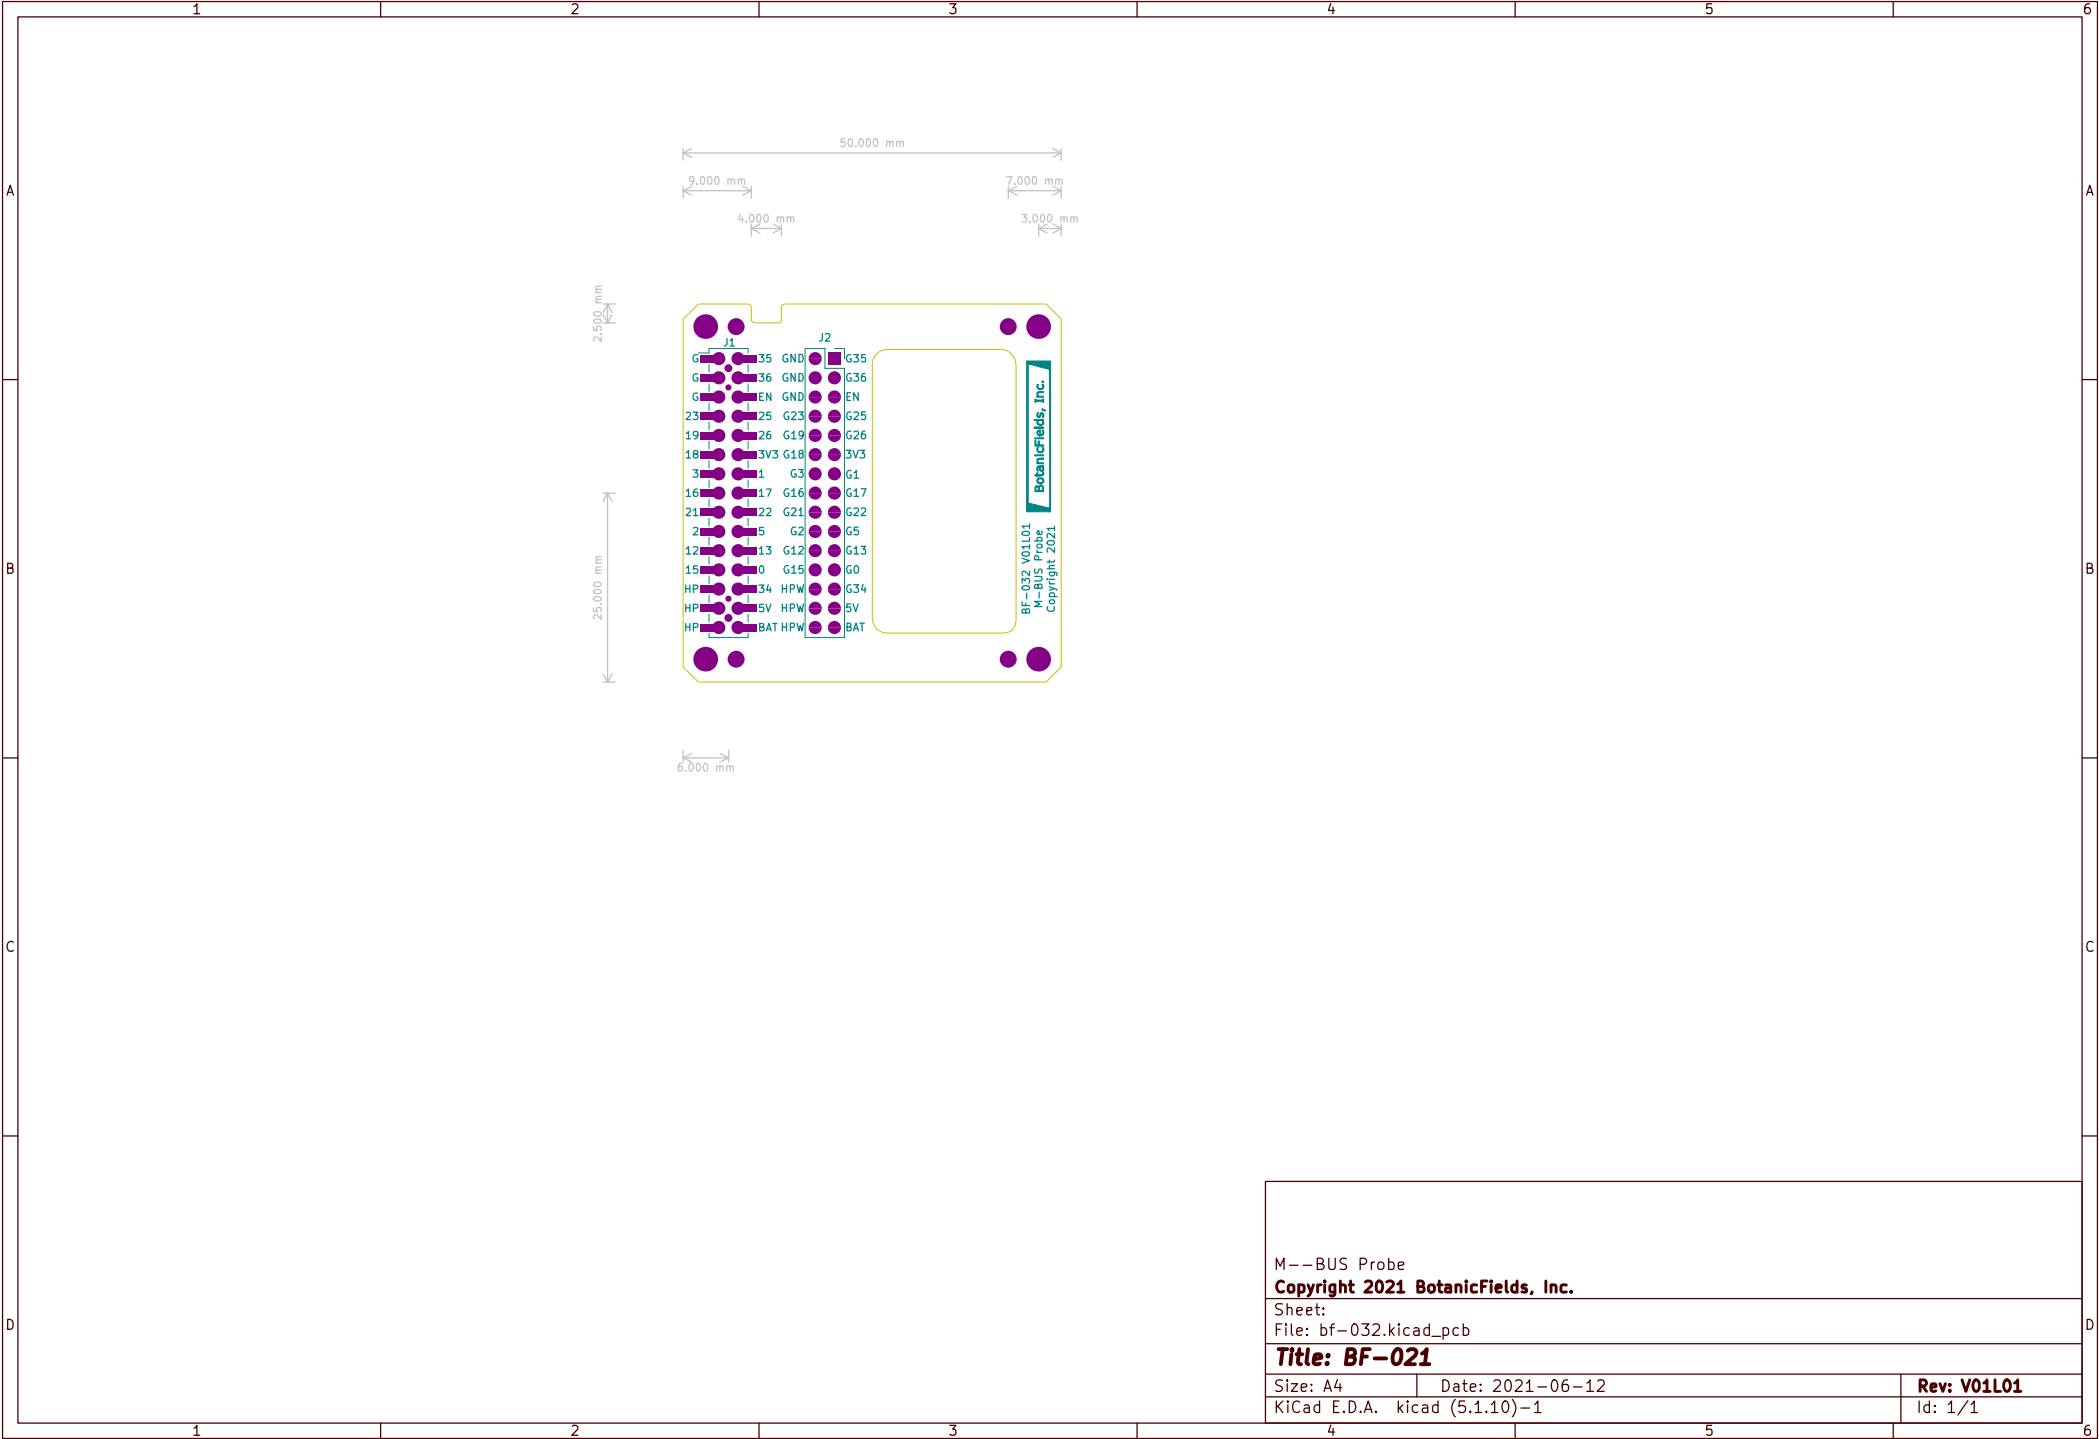 1 2 3 4 5 6
50.000 mm
A 9.000 mm 7.000 mm A
4.000 mm 3.000 mm
2.500 mm
J1 J2
G 35 GND G35
G 36 GND G36
G EN GND EN
23 25 G23 G25
19 26 G19 G26
18 3V3 G18 3V3
3 1 G3 G1
16 17 G16 G17
21 22 G21 G22
2 5 G2 G5
12 13 G12 G13
15 0 G15 G0
HP 34 HPW G34
HP 5V HPW 5V
HP BAT HPW BAT
BotanicFields, Inc.
BF-032 V01L01
M-BUS Probe
Copyright 2021
25.000 mm
B B
6.000 mm
C C
M--BUS Probe
Copyright 2021 BotanicFields, Inc.
Sheet:
File: bf-032.kicad_pcb
D D
Title: BF-021
Size: A4 Date: 2021-06-12 Rev: V01L01
KiCad E.D.A. kicad (5.1.10)-1 Id: 1/1
1 2 3 4 5 6